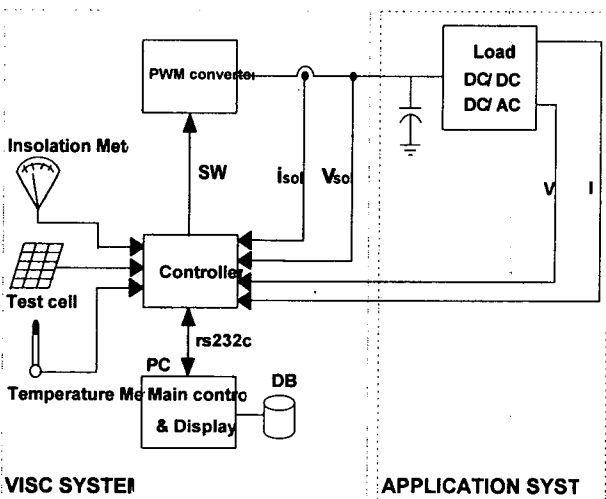 PWM converter
Load
DC/DC
DC/AC
Insolation Met
SW
isol
Vsol
V
I
Controller
Test cell
rs232c
PC
Temperature Me
Main contro
& Display
DB
VISC SYSTEM
APPLICATION SYST